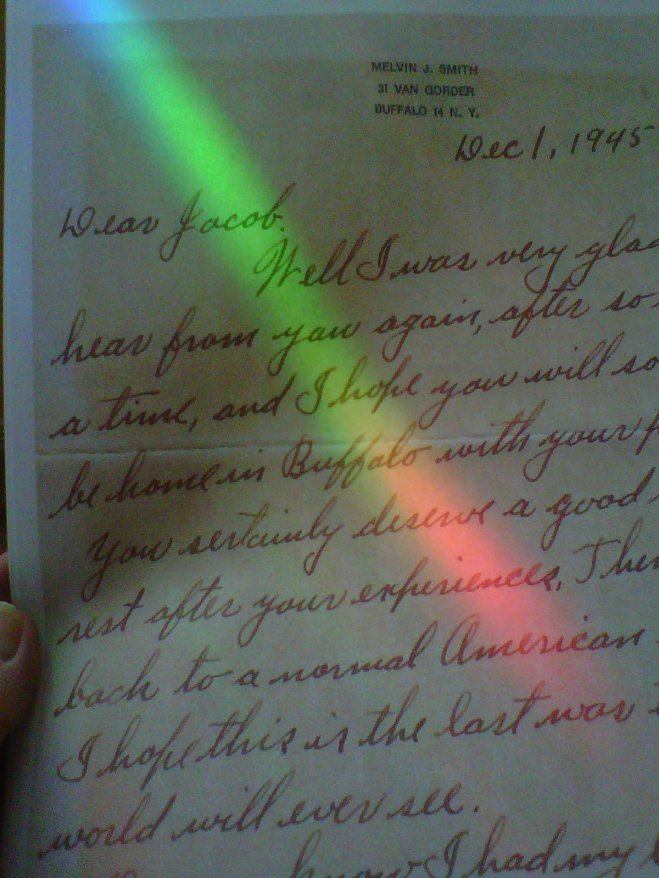 MELVIN J. SMITH
31 VAN GORDER
BUFFALO 14 N. Y.
Dec 1, 1945
Dear Jacob.
Well I was very glad
hear from you again, after so
a time, and I hope you will so
be home in Buffalo with your
You sertainly deserve a good
rest after your experiences, Then
back to a normal American
I hope this is the last war
world will ever see.
know I had my